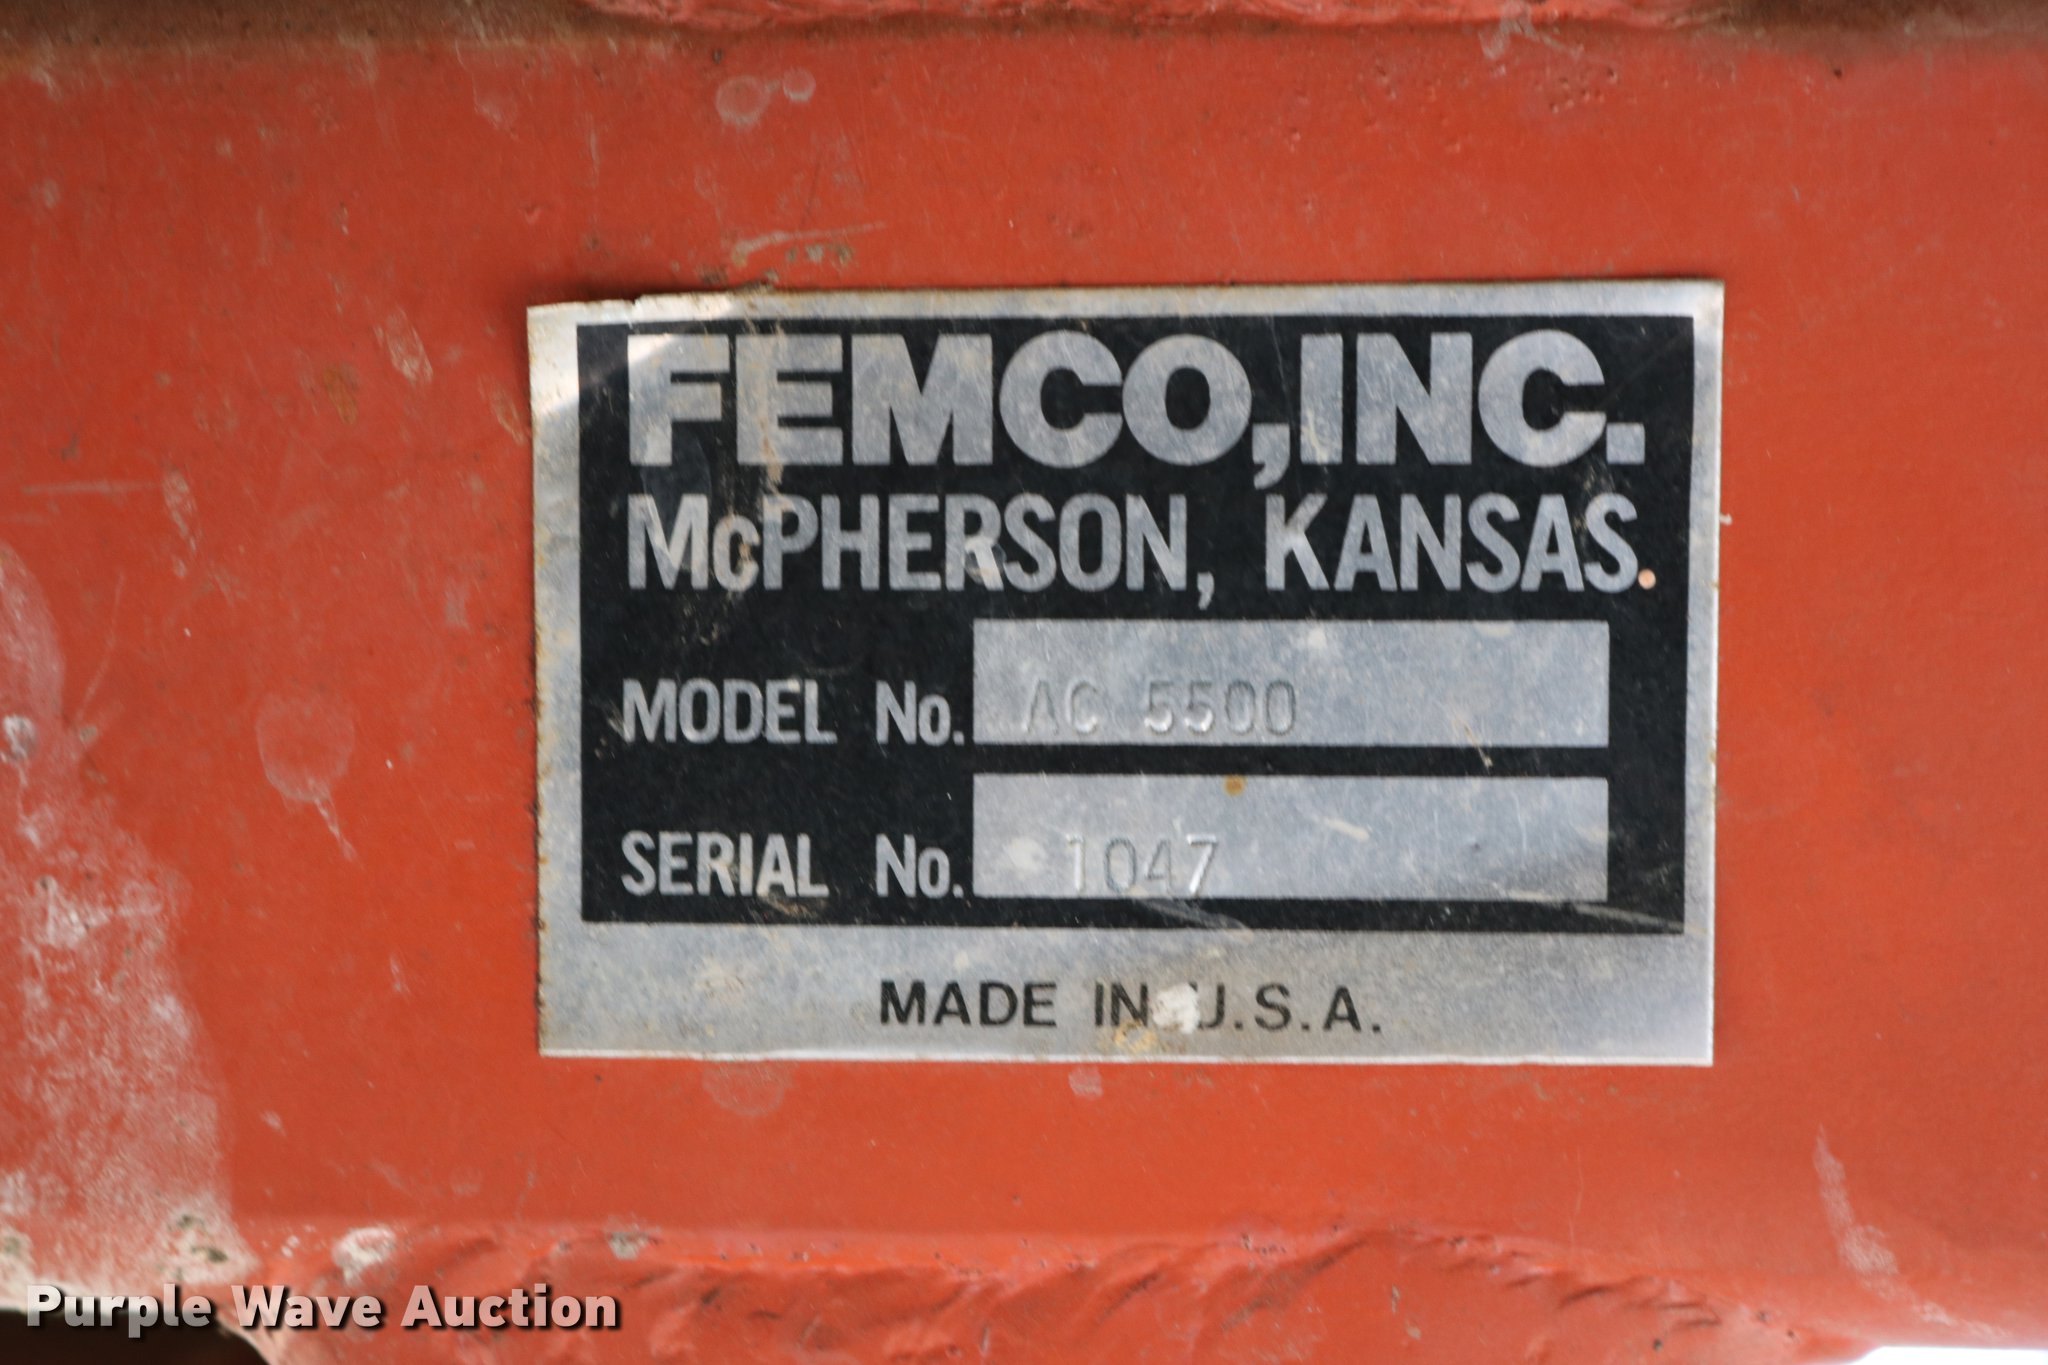 FEMCO, INC.
McPHERSON, KANSAS.
MODEL No. AC 5500
SERIAL No. 1047
MADE IN U.S.A.
Purple Wave Auction